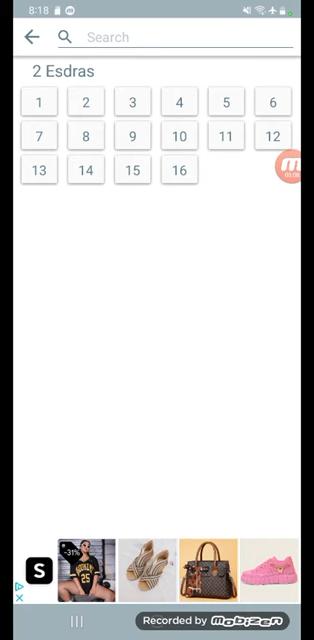 8:18
Search
2 Esdras
1 2 3 4 5 6
7 8 9 10 11 12
13 14 15 16
-31%
S
25
Recorded by Mobizen